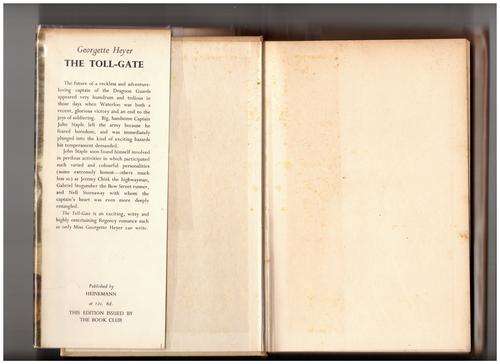 Georgette Heyer
THE TOLL-GATE
The future of a reckless and adventure-
loving captain of the Dragoon Guards
appeared very humdrum and tedious in
those days when Waterloo was both a
recent, glorious victory and an end to the
joys of soldiering. Big, handsome Captain
John Staple left the army because he
feared boredom, and was immediately
plunged into the kind of exciting hazards
his temperament demanded.
John Staple soon found himself involved
in perilous activities in which participated
such varied and colourful personalities
(some extremely honest—others much
less so) as Jeremy Chirk the highwayman,
Gabriel Stogumber the Bow Street runner,
and Nell Stornaway with whom the
captain's heart was even more deeply
entangled.
The Toll-Gate is an exciting, witty and
highly entertaining Regency romance such
as only Miss Georgette Heyer can write.
Published by
HEINEMANN
at 12s. 6d.
THIS EDITION ISSUED BY
THE BOOK CLUB